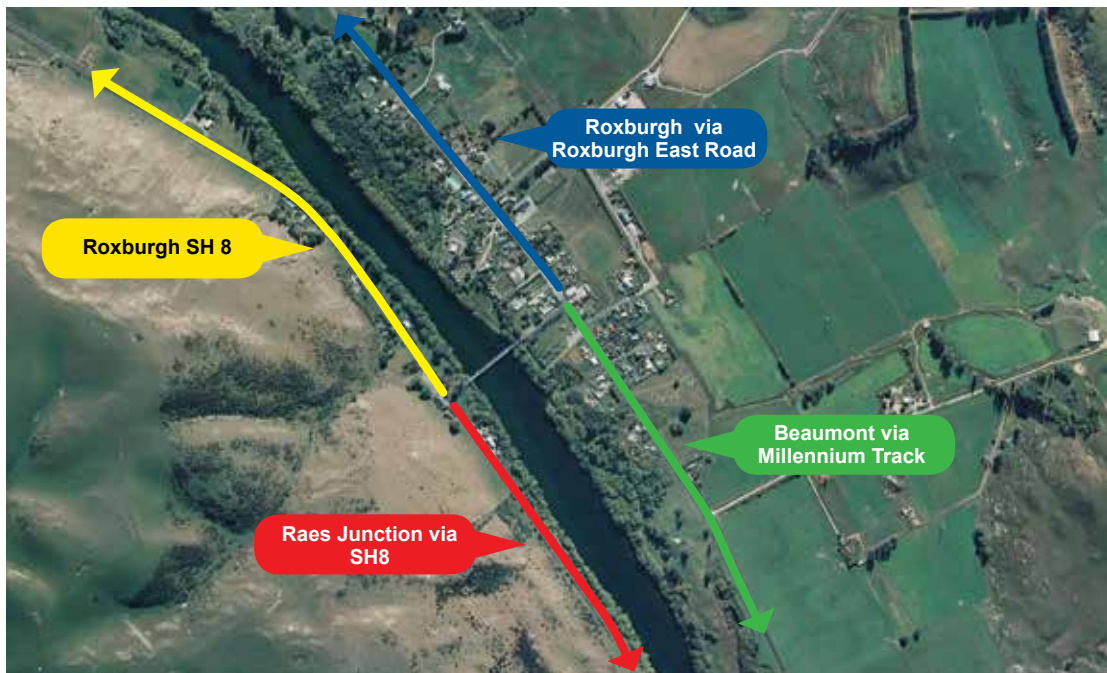 Roxburgh via
Roxburgh East Road
Roxburgh SH 8
Beaumont via
Millennium Track
Raes Junction via
SH8